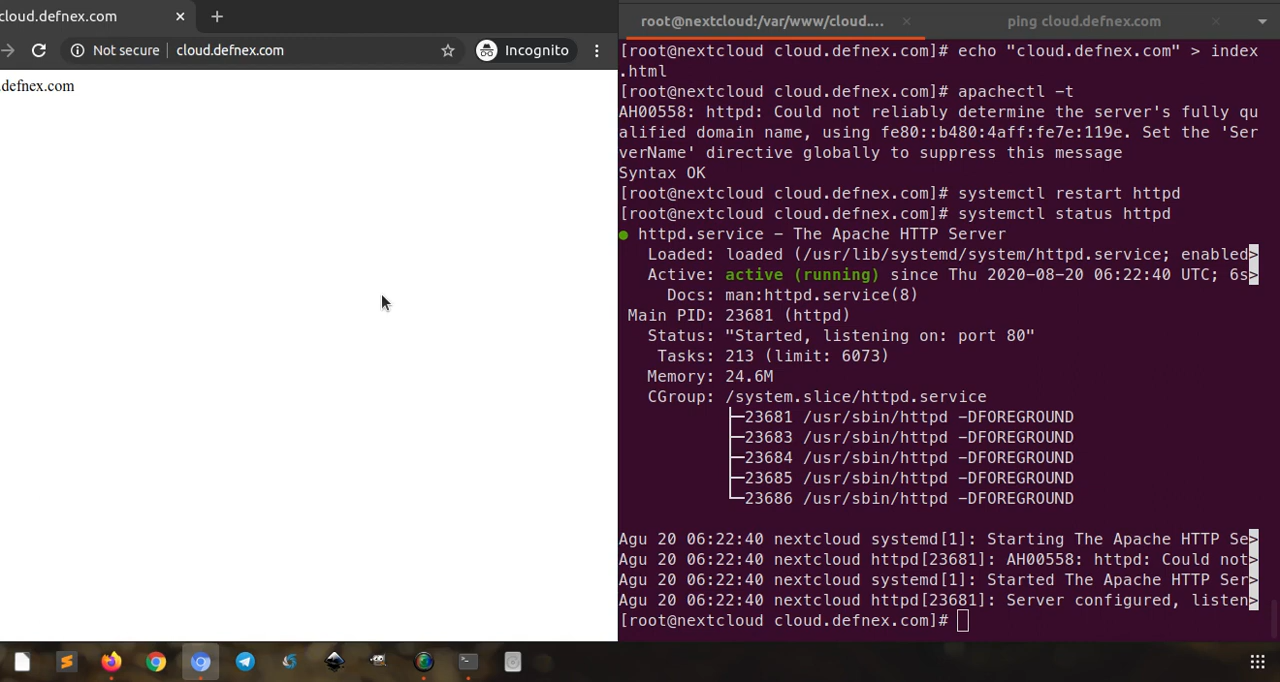 cloud.defnex.com × +
Not secure cloud.defnex.com Incognito
.defnex.com
root@nextcloud:/var/www/cloud.... × ping cloud.defnex.com ×
[root@nextcloud cloud.defnex.com]# echo "cloud.defnex.com" > index
.html
[root@nextcloud cloud.defnex.com]# apachectl -t
AH00558: httpd: Could not reliably determine the server's fully qu
alified domain name, using fe80::b480:4aff:fe7e:119e. Set the 'Ser
verName' directive globally to suppress this message
Syntax OK
[root@nextcloud cloud.defnex.com]# systemctl restart httpd
[root@nextcloud cloud.defnex.com]# systemctl status httpd
● httpd.service - The Apache HTTP Server
Loaded: loaded (/usr/lib/systemd/system/httpd.service; enabled>
Active: active (running) since Thu 2020-08-20 06:22:40 UTC; 6s>
Docs: man:httpd.service(8)
Main PID: 23681 (httpd)
Status: "Started, listening on: port 80"
Tasks: 213 (limit: 6073)
Memory: 24.6M
CGroup: /system.slice/httpd.service
├─23681 /usr/sbin/httpd -DFOREGROUND
├─23683 /usr/sbin/httpd -DFOREGROUND
├─23684 /usr/sbin/httpd -DFOREGROUND
├─23685 /usr/sbin/httpd -DFOREGROUND
└─23686 /usr/sbin/httpd -DFOREGROUND
Agu 20 06:22:40 nextcloud systemd[1]: Starting The Apache HTTP Se>
Agu 20 06:22:40 nextcloud httpd[23681]: AH00558: httpd: Could not>
Agu 20 06:22:40 nextcloud systemd[1]: Started The Apache HTTP Ser>
Agu 20 06:22:40 nextcloud httpd[23681]: Server configured, listen>
[root@nextcloud cloud.defnex.com]#